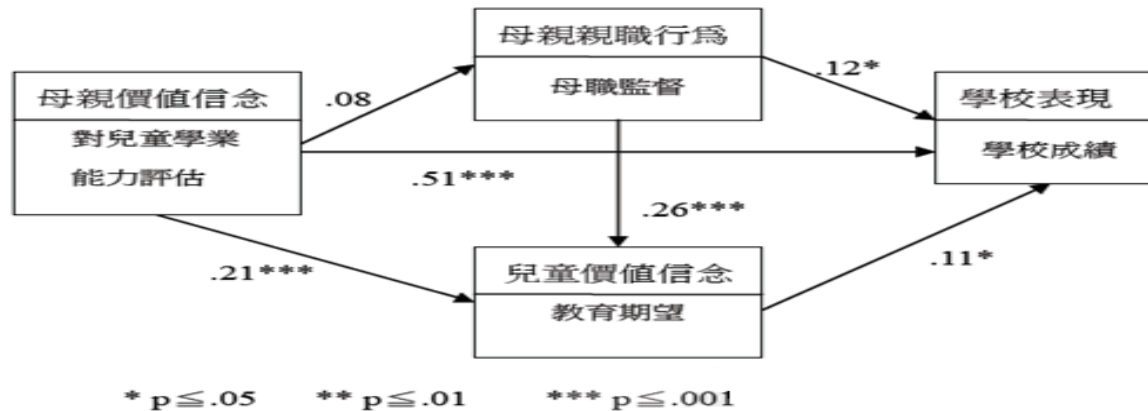 母親親職行為
母職監督
母親價值信念
對兒童學業
能力評估
.08
.12*
學校表現
學校成績
.51***
.26***
.21***
兒童價值信念
教育期望
.11*
* p≦.05 ** p≦.01 *** p≦.001